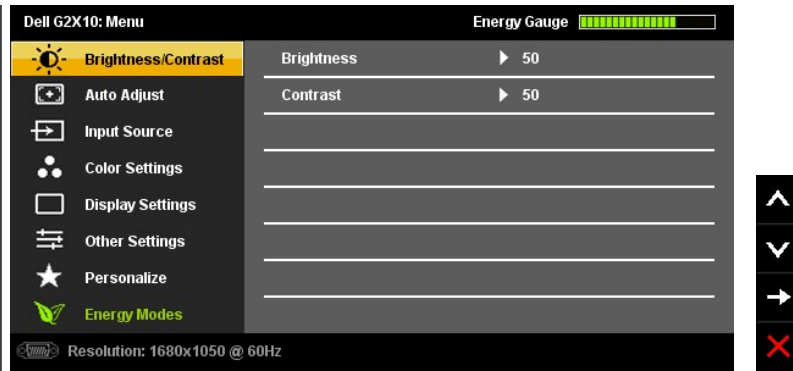 Dell G2X10: Menu Energy Gauge
Brightness/Contrast Brightness 50
Auto Adjust Contrast 50
Input Source
Color Settings
Display Settings
Other Settings
Personalize
Energy Modes
Resolution: 1680x1050 @ 60Hz